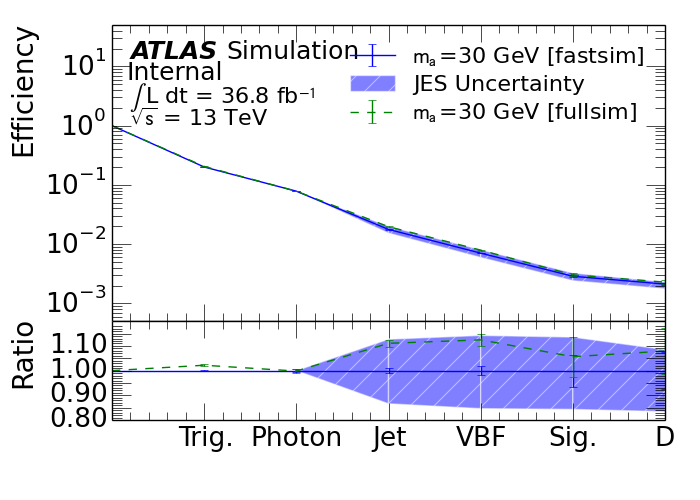 ATLAS Simulation
Internal
∫L dt = 36.8 fb⁻¹
√s = 13 TeV
mₐ=30 GeV [fastsim]
JES Uncertainty
mₐ=30 GeV [fullsim]
Efficiency
10¹
10⁰
10⁻¹
10⁻²
10⁻³
Ratio
1.10
1.00
0.90
0.80
Trig. Photon Jet VBF Sig. D